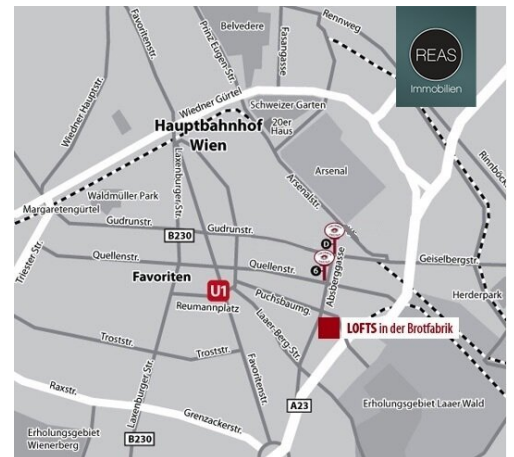 Belvedere
Rennweg
Favoritenstr.
Prinz Eugen-Str.
Fasangasse
REAS
Immobilien
Wiedner Hauptstr.
Wiedner Gürtel
Schweizer Garten
Hauptbahnhof
Wien
20er
Haus
Arsenal
Rinnböck
Laxenburger-Str.
Arsenalstr.
Waldmüller Park
Margaretengürtel
Gudrunstr.
B230
Gudrunstr.
D
Triester Str.
Quellenstr.
Quellenstr.
6
Geiselbergstr.
Favoriten
Absberggasse
Herderpark
U1
Reumannplatz
Puchsbaumg.
Laaer-Berg-Str.
LOFTS in der Brotfabrik
Troststr.
Troststr.
Favoritenstr.
Raxstr.
Laxenburger Str.
A23
Erholungsgebiet Laaer Wald
Grenzackerstr.
Erholungsgebiet
Wienerberg
B230